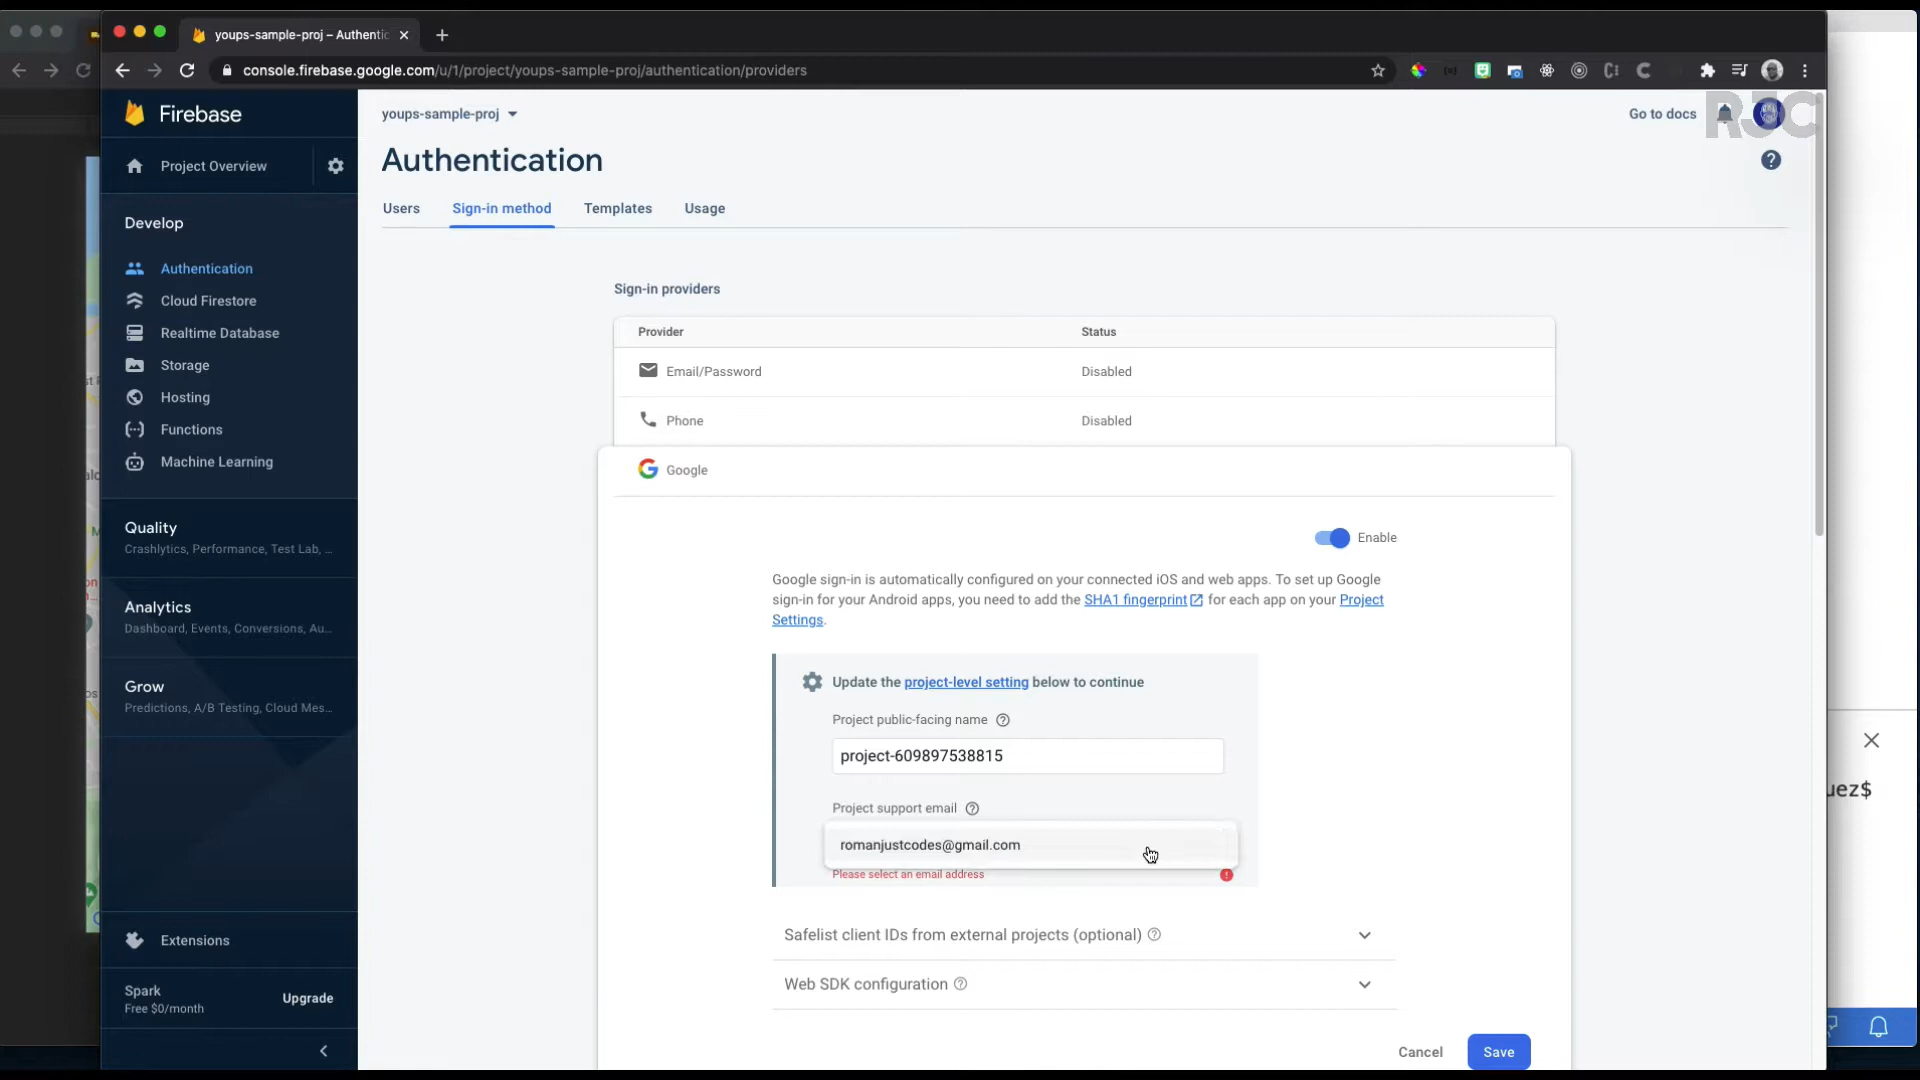 youps-sample-proj – Authentic
console.firebase.google.com/u/1/project/youps-sample-proj/authentication/providers
Firebase
youps-sample-proj
Go to docs
RJC
Project Overview
Authentication
Users
Sign-in method
Templates
Usage
Develop
Authentication
Cloud Firestore
Realtime Database
Storage
Hosting
Functions
Machine Learning
Quality
Crashlytics, Performance, Test Lab, ...
Analytics
Dashboard, Events, Conversions, Au...
Grow
Predictions, A/B Testing, Cloud Mes...
Extensions
Spark
Free $0/month
Upgrade
Sign-in providers
Provider
Status
Email/Password
Disabled
Phone
Disabled
Google
Enable
Google sign-in is automatically configured on your connected iOS and web apps. To set up Google
sign-in for your Android apps, you need to add the SHA1 fingerprint for each app on your Project
Settings.
Update the project-level setting below to continue
Project public-facing name
project-609897538815
Project support email
romanjustcodes@gmail.com
Please select an email address
Safelist client IDs from external projects (optional)
Web SDK configuration
Cancel
Save
uez$